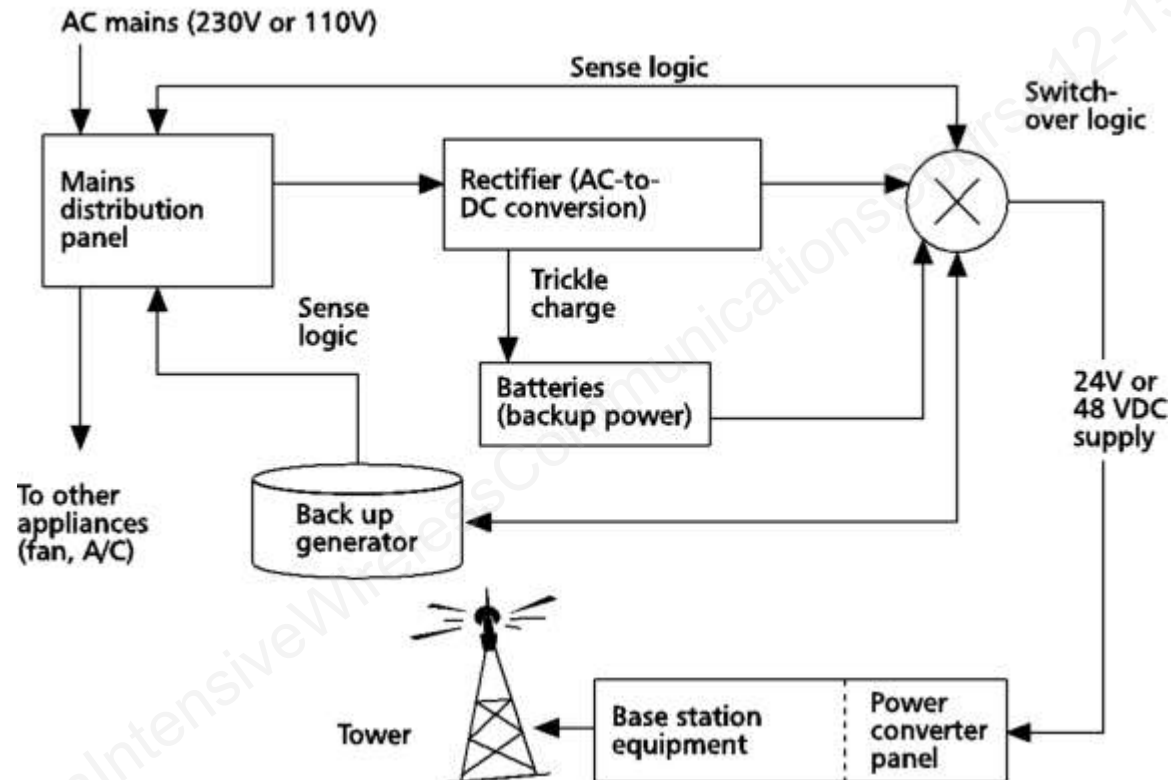 AC mains (230V or 110V)
Sense logic
Switch-
over logic
Mains
distribution
panel
Rectifier (AC-to-
DC conversion)
Trickle
charge
Sense
logic
Batteries
(backup power)
24V or
48 VDC
supply
To other
appliances
(fan, A/C)
Back up
generator
Tower
Base station
equipment
Power
converter
panel
IntensiveWirelessCommunicationsCourse12-13